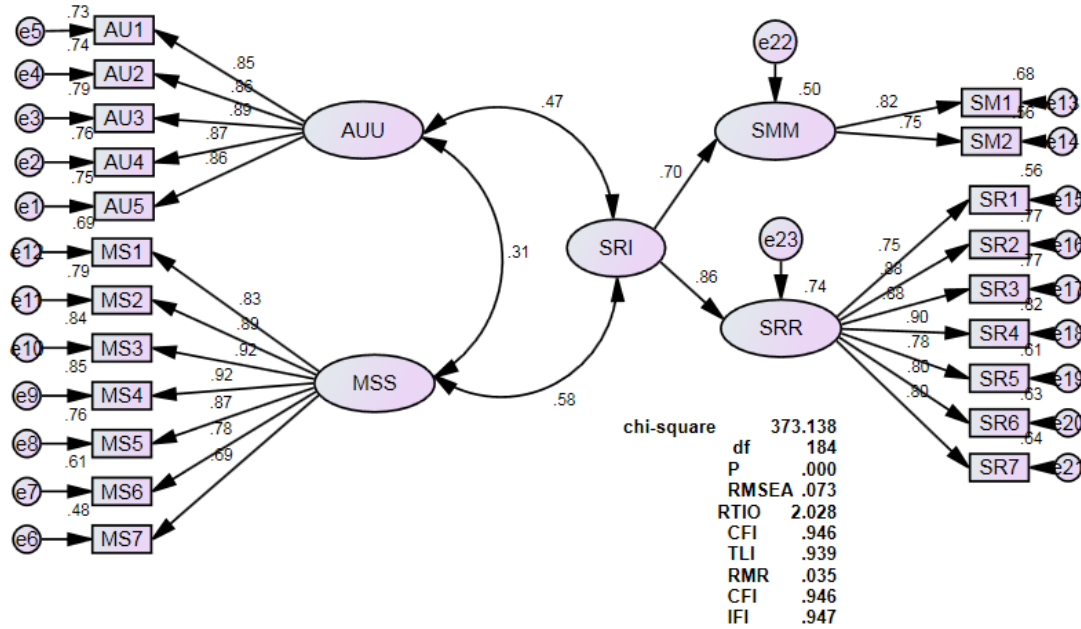 .73
e5 AU1
.74
e4 AU2
.79
e3 AU3
.76
e2 AU4
.75
e1 AU5
.69
e12 MS1
.79
e11 MS2
.84
e10 MS3
.85
e9 MS4
.76
e8 MS5
.61
e7 MS6
.48
e6 MS7
.85
.86
.89
.87
.86
AUU
.83
.89
.92
.92
.87
.78
.69
MSS
.47
.31
.58
SRI
.70
.86
e22
.50
SMM
e23
.74
SRR
.82
.75
.68
SM1 e13
.56
SM2 e14
.75
.88
.88
.90
.78
.80
.80
.56
SR1 e15
.77
SR2 e16
.77
SR3 e17
.82
SR4 e18
.61
SR5 e19
.63
SR6 e20
.64
SR7 e21
chi-square 373.138
df 184
P .000
RMSEA .073
RTIO 2.028
CFI .946
TLI .939
RMR .035
CFI .946
IFI .947